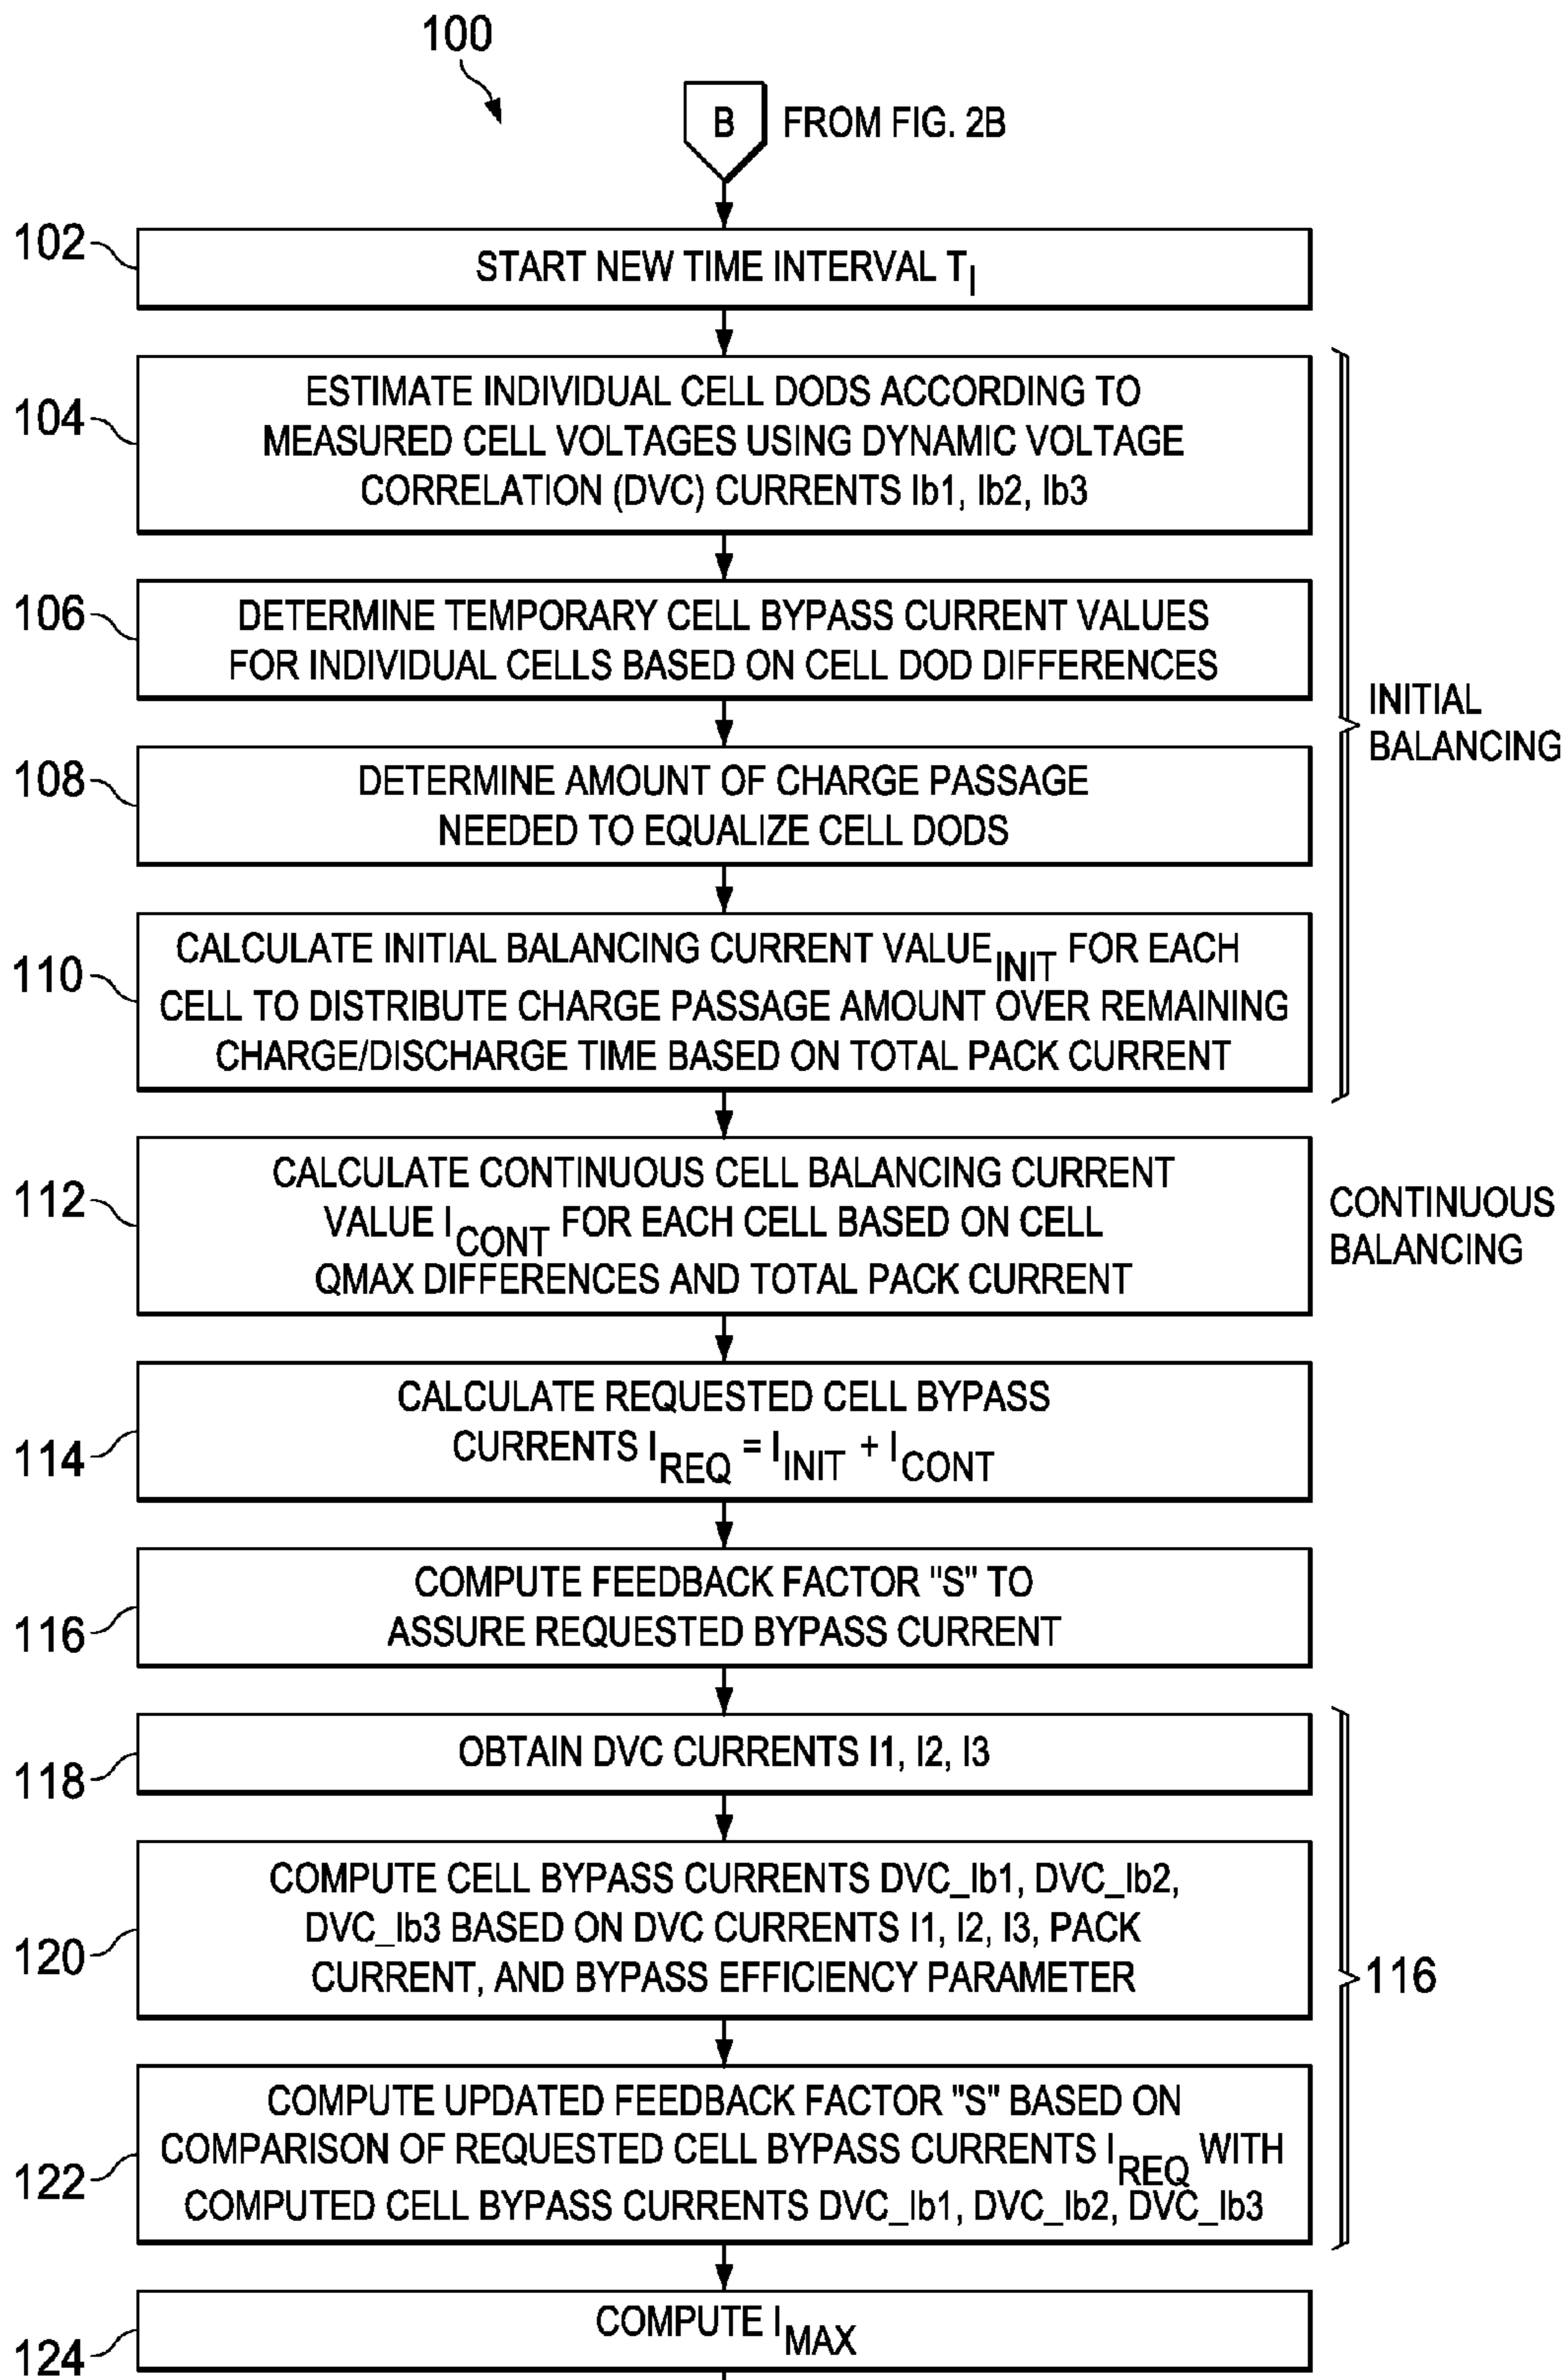 100
B FROM FIG. 2B
102
START NEW TIME INTERVAL TI
104
ESTIMATE INDIVIDUAL CELL DODS ACCORDING TO
MEASURED CELL VOLTAGES USING DYNAMIC VOLTAGE
CORRELATION (DVC) CURRENTS Ib1, Ib2, Ib3
106
DETERMINE TEMPORARY CELL BYPASS CURRENT VALUES
FOR INDIVIDUAL CELLS BASED ON CELL DOD DIFFERENCES
INITIAL
BALANCING
108
DETERMINE AMOUNT OF CHARGE PASSAGE
NEEDED TO EQUALIZE CELL DODS
110
CALCULATE INITIAL BALANCING CURRENT VALUEINIT FOR EACH
CELL TO DISTRIBUTE CHARGE PASSAGE AMOUNT OVER REMAINING
CHARGE/DISCHARGE TIME BASED ON TOTAL PACK CURRENT
112
CALCULATE CONTINUOUS CELL BALANCING CURRENT
VALUE ICONT FOR EACH CELL BASED ON CELL
QMAX DIFFERENCES AND TOTAL PACK CURRENT
CONTINUOUS
BALANCING
114
CALCULATE REQUESTED CELL BYPASS
CURRENTS IREQ = IINIT + ICONT
116
COMPUTE FEEDBACK FACTOR "S" TO
ASSURE REQUESTED BYPASS CURRENT
118
OBTAIN DVC CURRENTS I1, I2, I3
120
COMPUTE CELL BYPASS CURRENTS DVC_Ib1, DVC_Ib2,
DVC_Ib3 BASED ON DVC CURRENTS I1, I2, I3, PACK
CURRENT, AND BYPASS EFFICIENCY PARAMETER
116
122
COMPUTE UPDATED FEEDBACK FACTOR "S" BASED ON
COMPARISON OF REQUESTED CELL BYPASS CURRENTS IREQ WITH
COMPUTED CELL BYPASS CURRENTS DVC_Ib1, DVC_Ib2, DVC_Ib3
124
COMPUTE IMAX